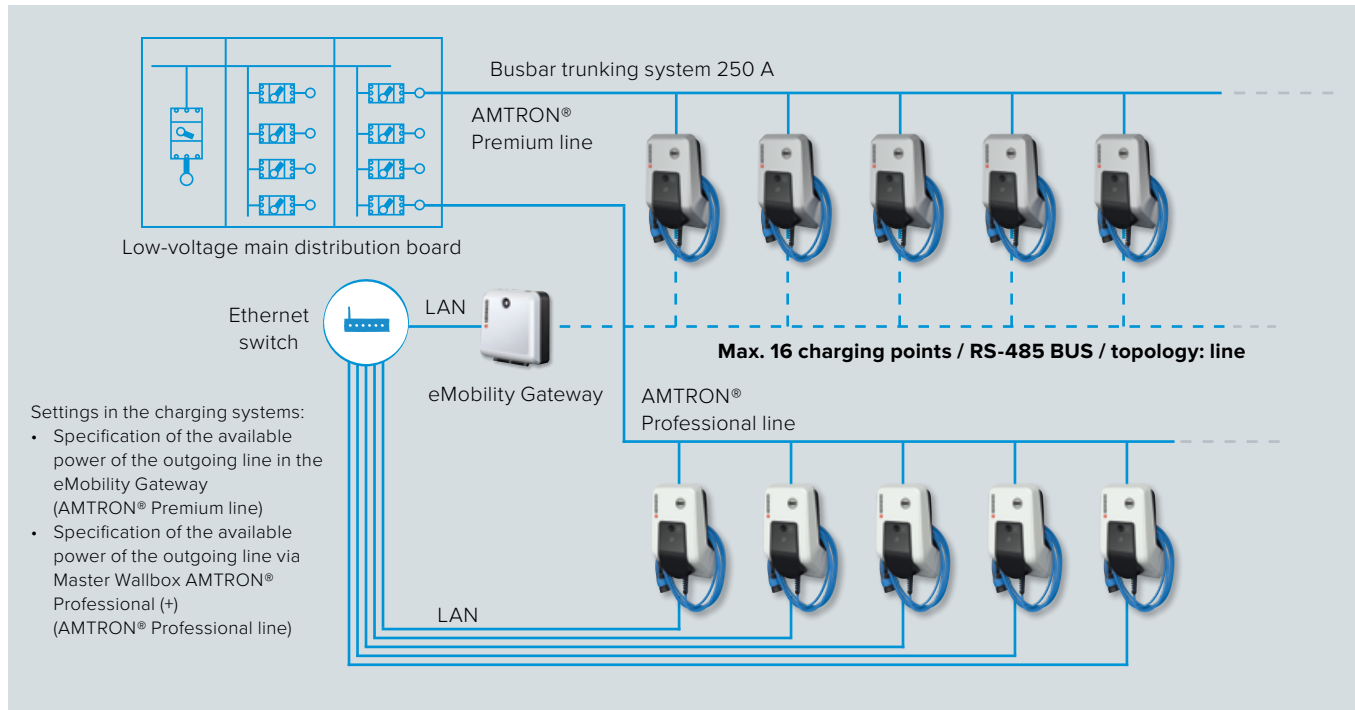 Busbar trunking system 250 A
AMTRON®
Premium line
Low-voltage main distribution board
Ethernet
switch
LAN
eMobility Gateway
Max. 16 charging points / RS-485 BUS / topology: line
AMTRON®
Professional line
Settings in the charging systems:
• Specification of the available
power of the outgoing line in the
eMobility Gateway
(AMTRON® Premium line)
• Specification of the available
power of the outgoing line via
Master Wallbox AMTRON®
Professional (+)
(AMTRON® Professional line)
LAN